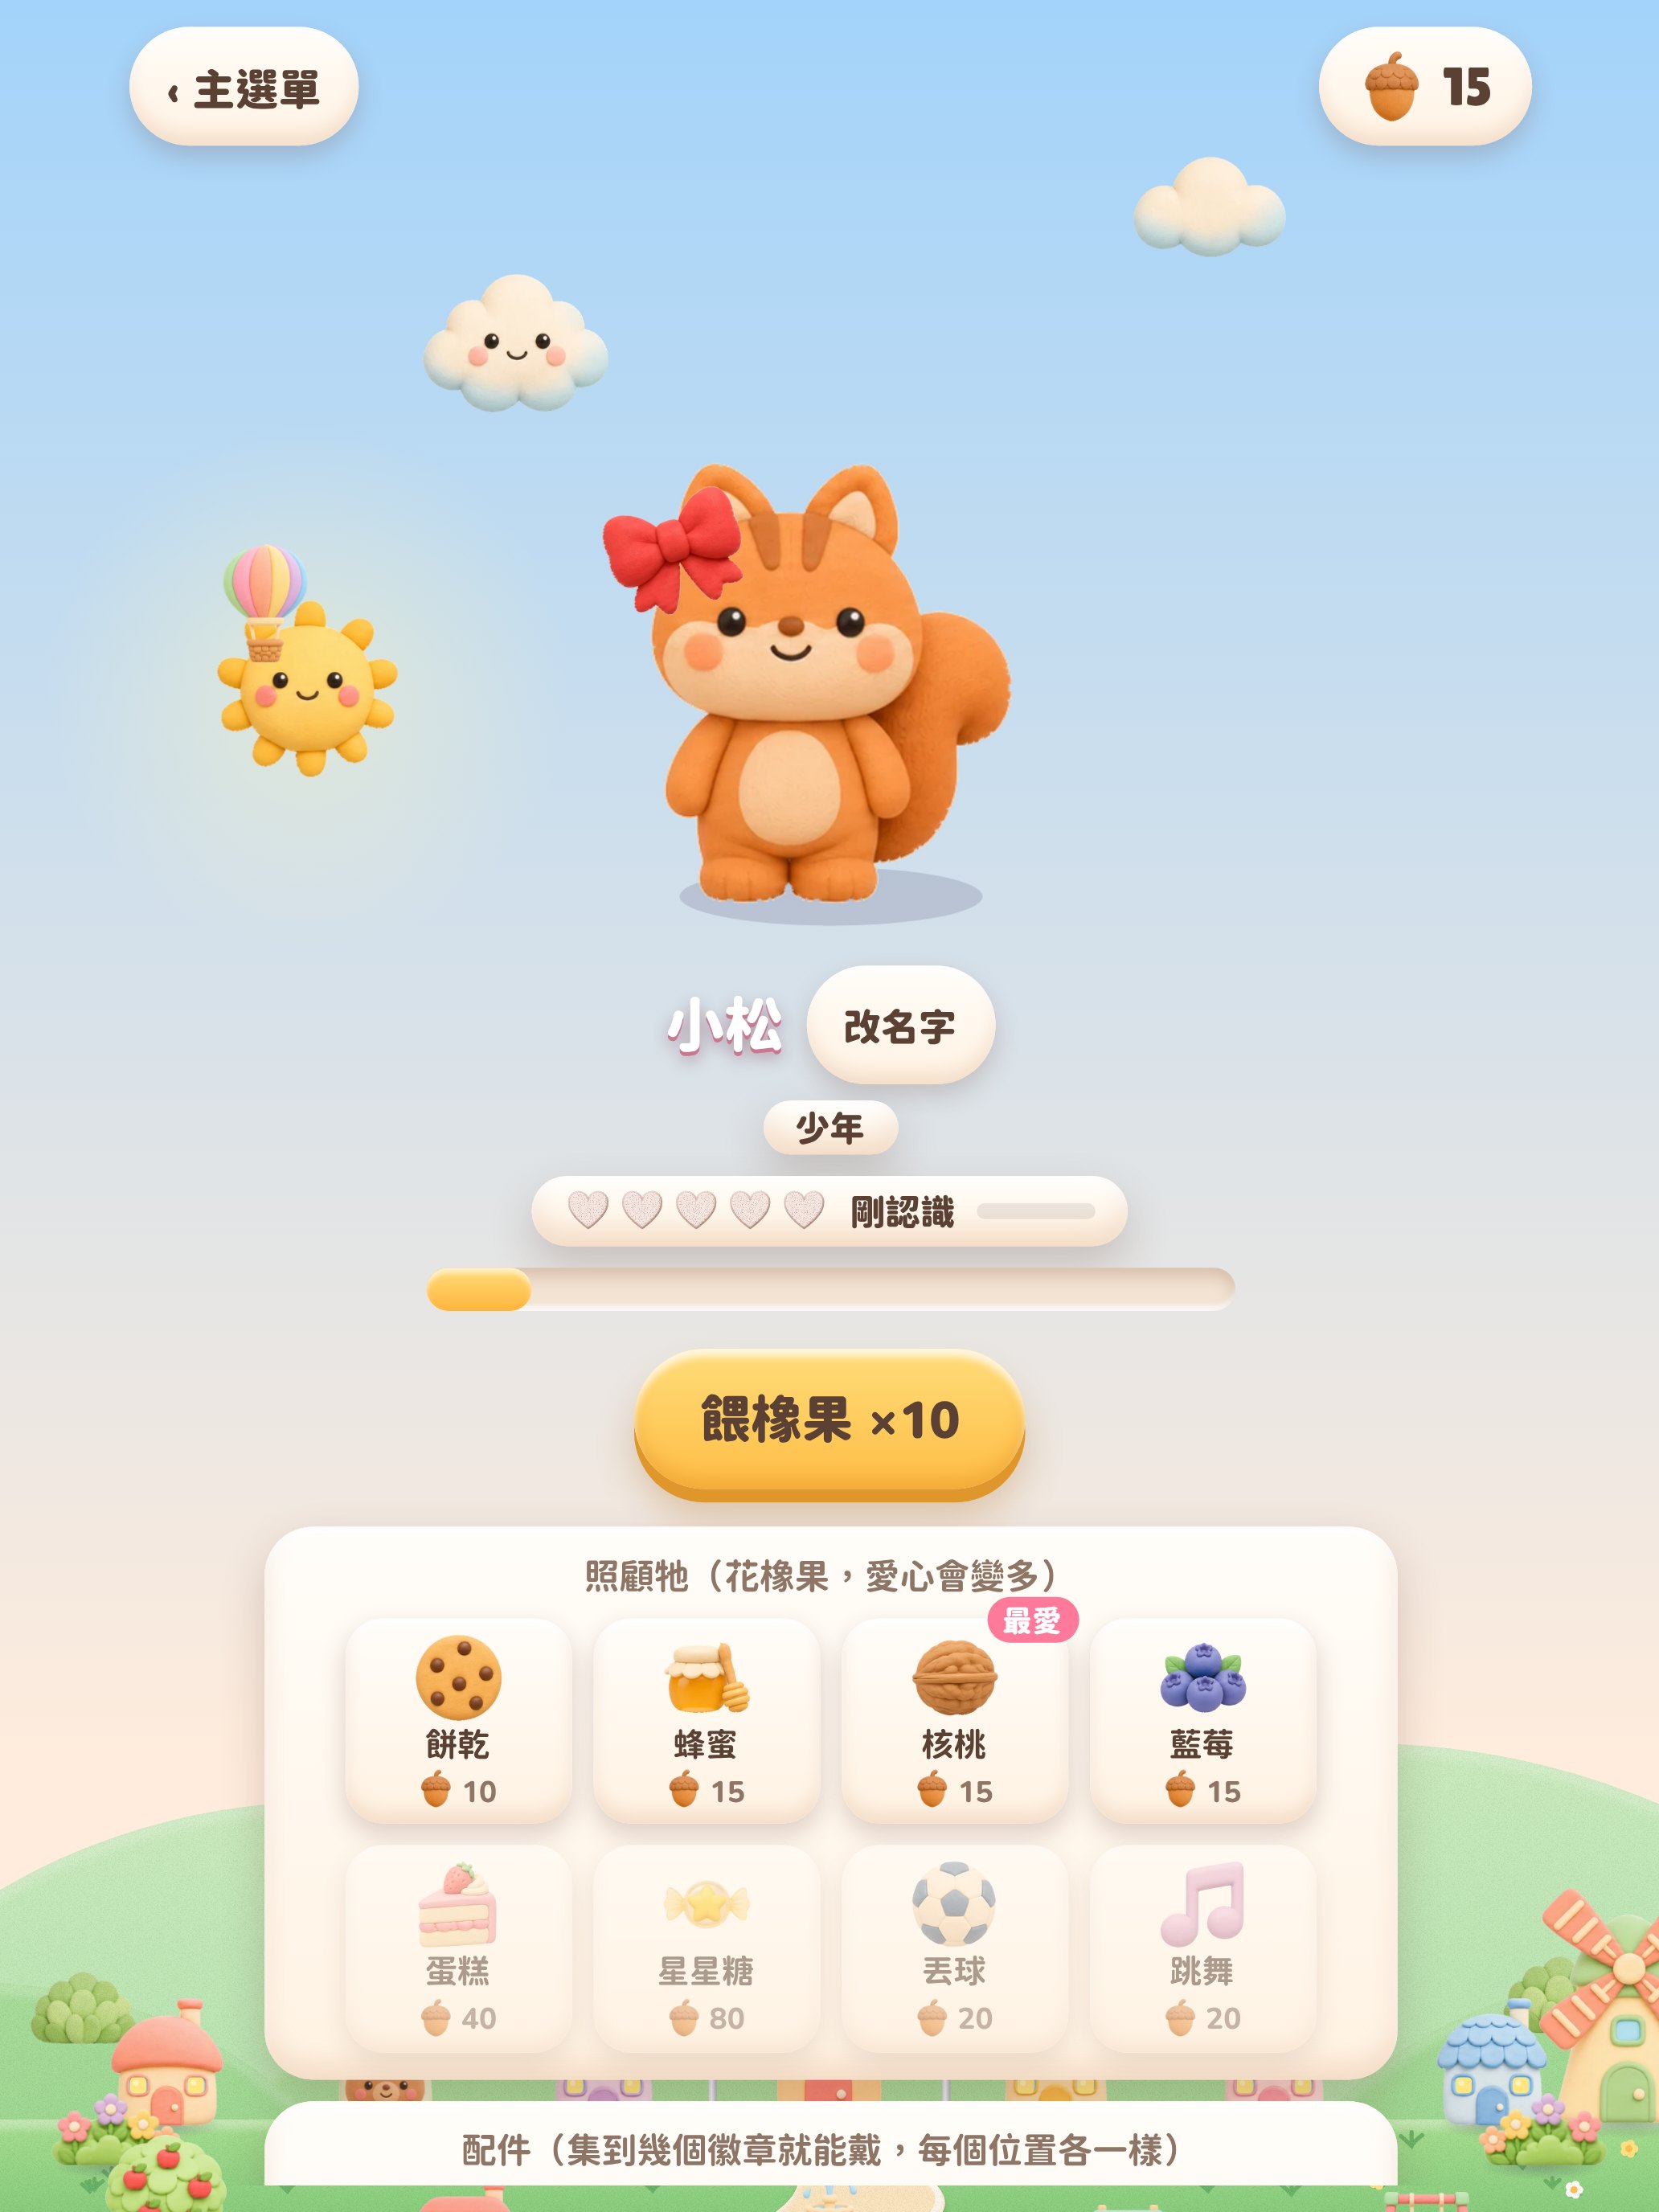 ‹ 主選單
15
小松
改名字
少年
剛認識
餵橡果 ×10
照顧牠（花橡果，愛心會變多）
最愛
餅乾
10
蜂蜜
15
核桃
15
藍莓
15
蛋糕
40
星星糖
80
丟球
20
跳舞
20
配件（集到幾個徽章就能戴，每個位置各一樣）